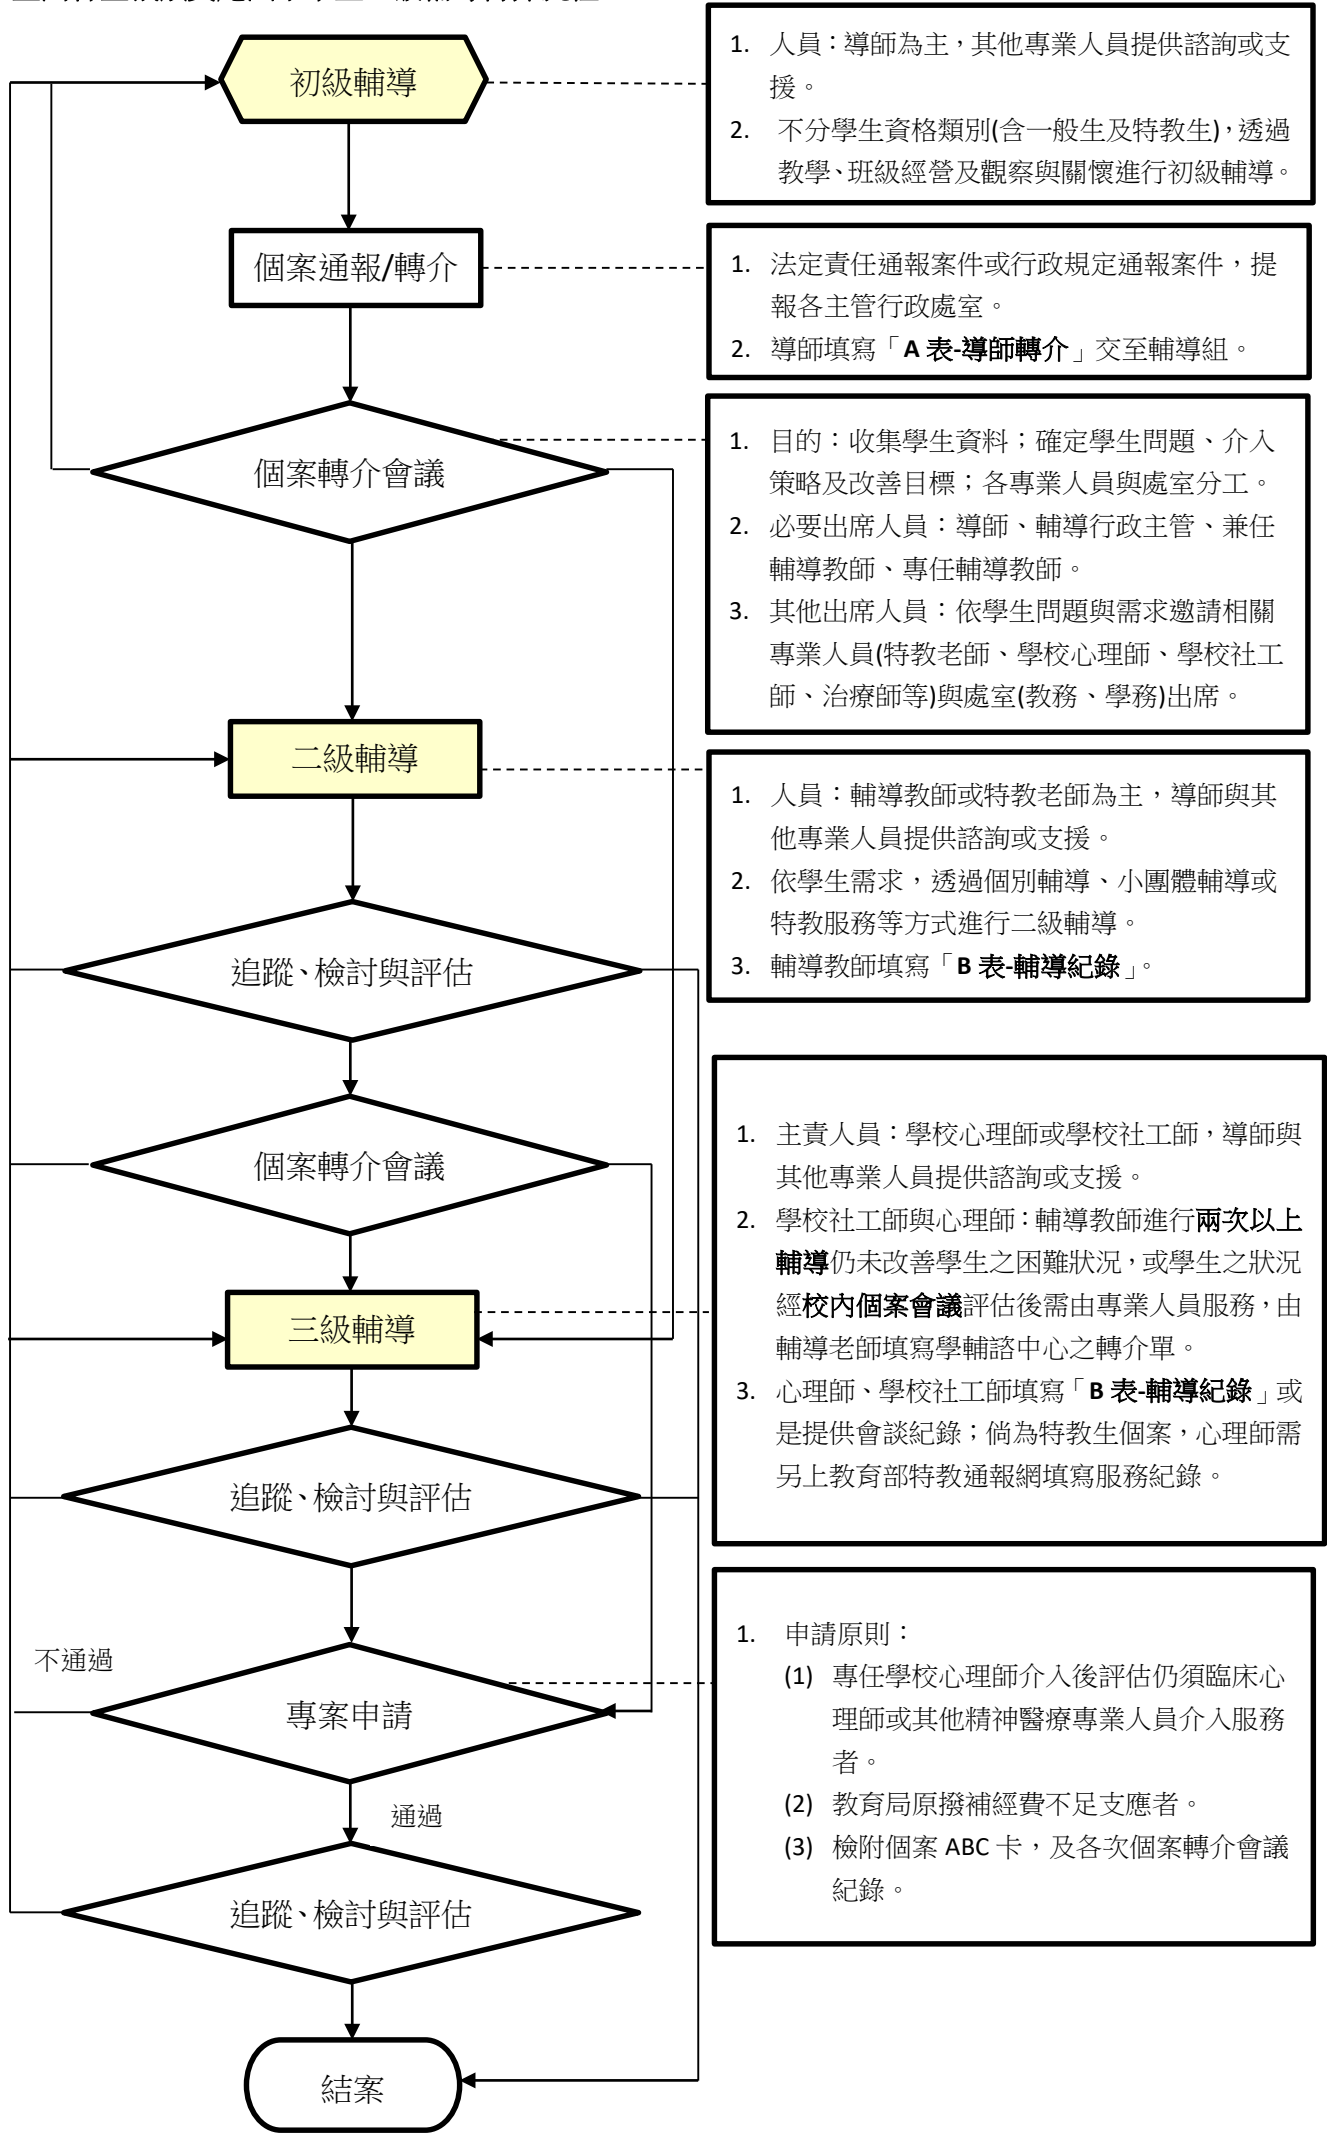 初級輔導
1. 人員：導師為主，其他專業人員提供諮詢或支
援。
2. 不分學生資格類別(含一般生及特教生)，透過
教學、班級經營及觀察與關懷進行初級輔導。
個案通報/轉介
1. 法定責任通報案件或行政規定通報案件，提
報各主管行政處室。
2. 導師填寫「A 表-導師轉介」交至輔導組。
個案轉介會議
1. 目的：收集學生資料；確定學生問題、介入
策略及改善目標；各專業人員與處室分工。
2. 必要出席人員：導師、輔導行政主管、兼任
輔導教師、專任輔導教師。
3. 其他出席人員：依學生問題與需求邀請相關
專業人員(特教老師、學校心理師、學校社工
師、治療師等)與處室(教務、學務)出席。
二級輔導
1. 人員：輔導教師或特教老師為主，導師與其
他專業人員提供諮詢或支援。
2. 依學生需求，透過個別輔導、小團體輔導或
特教服務等方式進行二級輔導。
3. 輔導教師填寫「B 表-輔導紀錄」。
追蹤、檢討與評估
個案轉介會議
三級輔導
1. 主責人員：學校心理師或學校社工師，導師與
其他專業人員提供諮詢或支援。
2. 學校社工師與心理師：輔導教師進行兩次以上
輔導仍未改善學生之困難狀況，或學生之狀況
經校內個案會議評估後需由專業人員服務，由
輔導老師填寫學輔諮中心之轉介單。
3. 心理師、學校社工師填寫「B 表-輔導紀錄」或
是提供會談紀錄；倘為特教生個案，心理師需
另上教育部特教通報網填寫服務紀錄。
追蹤、檢討與評估
不通過
專案申請
1. 申請原則：
(1) 專任學校心理師介入後評估仍須臨床心
理師或其他精神醫療專業人員介入服務
者。
(2) 教育局原撥補經費不足支應者。
(3) 檢附個案 ABC 卡，及各次個案轉介會議
紀錄。
通過
追蹤、檢討與評估
結案